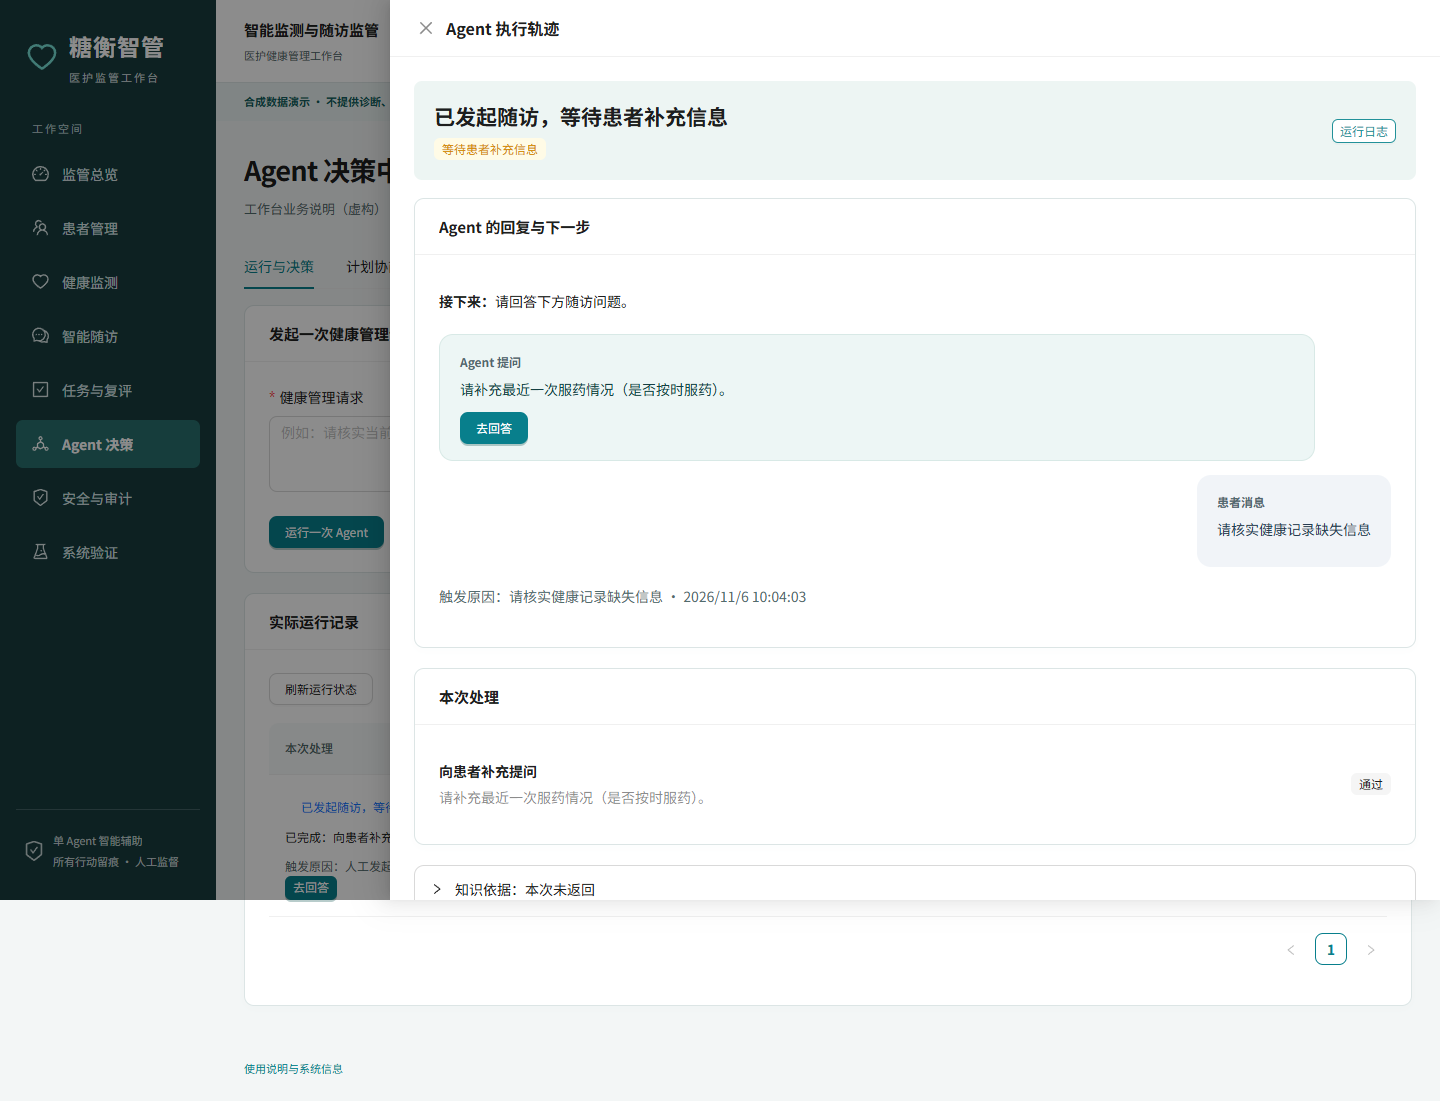 糖衡智管
医护监管工作台
工作空间
监管总览
患者管理
健康监测
智能随访
任务与复评
Agent 决策
安全与审计
系统验证
单 Agent 智能辅助
所有行动留痕 · 人工监督
智能监测与随访监管
医护健康管理工作台
合成数据演示 · 不提供诊断、
Agent 决策中
工作台业务说明（虚构）
运行与决策
计划协
发起一次健康管理
* 健康管理请求
例如：请核实当前
运行一次 Agent
实际运行记录
刷新运行状态
本次处理
已发起随访，等待
已完成：向患者补充
触发原因：人工发起
去回答
1
使用说明与系统信息
Agent 执行轨迹
已发起随访，等待患者补充信息
等待患者补充信息
运行日志
Agent 的回复与下一步
接下来：请回答下方随访问题。
Agent 提问
请补充最近一次服药情况（是否按时服药）。
去回答
患者消息
请核实健康记录缺失信息
触发原因：请核实健康记录缺失信息 · 2026/11/6 10:04:03
本次处理
向患者补充提问
请补充最近一次服药情况（是否按时服药）。
通过
知识依据：本次未返回